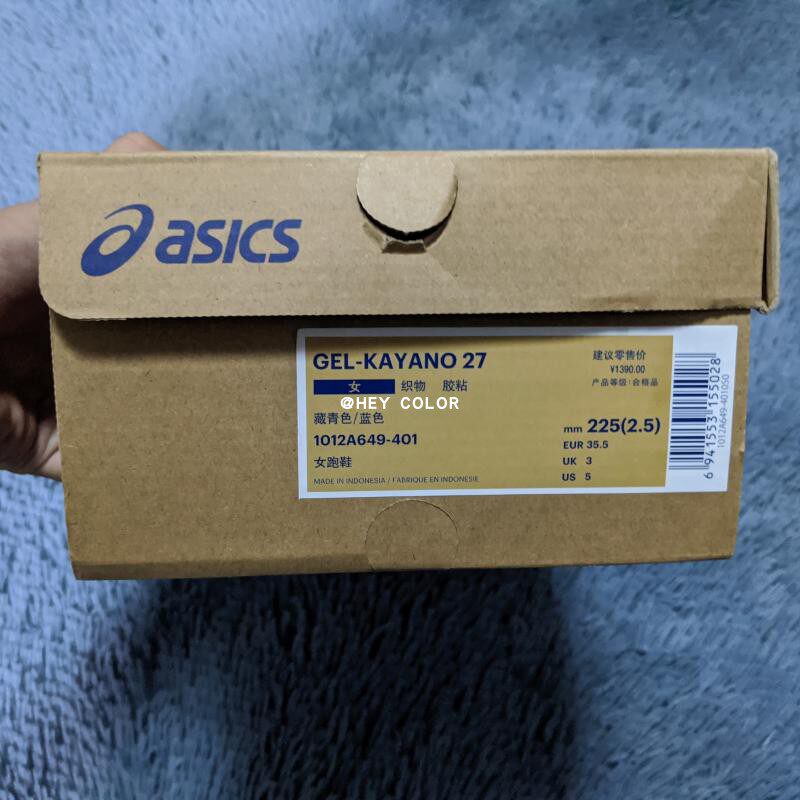 asics
GEL-KAYANO 27
女 织物 胶粘
@HEY COLOR
藏青色/蓝色
1012A649-401
女跑鞋
MADE IN INDONESIA / FABRIQUE EN INDONESIE
建议零售价
¥1390.00
产品等级:合格品
mm 225(2.5)
EUR 35.5
UK 3
US 5
6 941553 155028
1012A649-401050